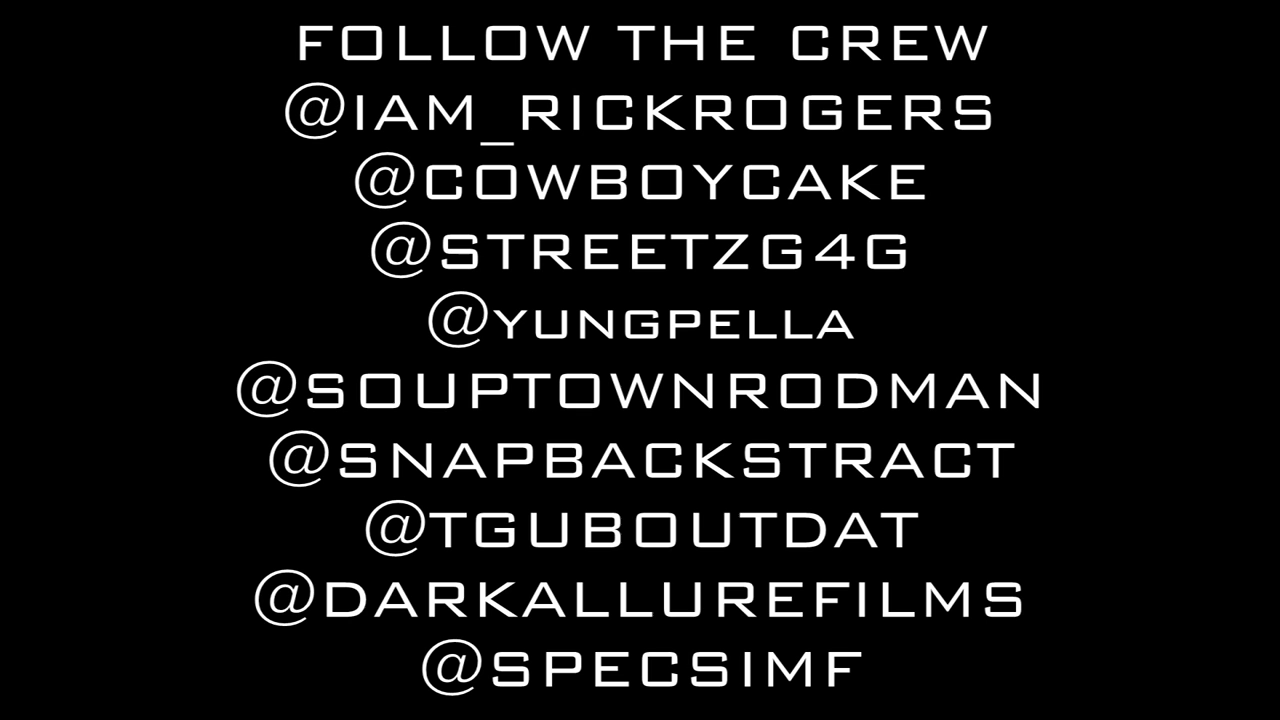 FOLLOW THE CREW
@IAM_RICKROGERS
@COWBOYCAKE
@STREETZG4G
@YUNGPELLA
@SOUPTOWNRODMAN
@SNAPBACKSTRACT
@TGUBOUTDAT
@DARKALLUREFILMS
@SPECSIMF